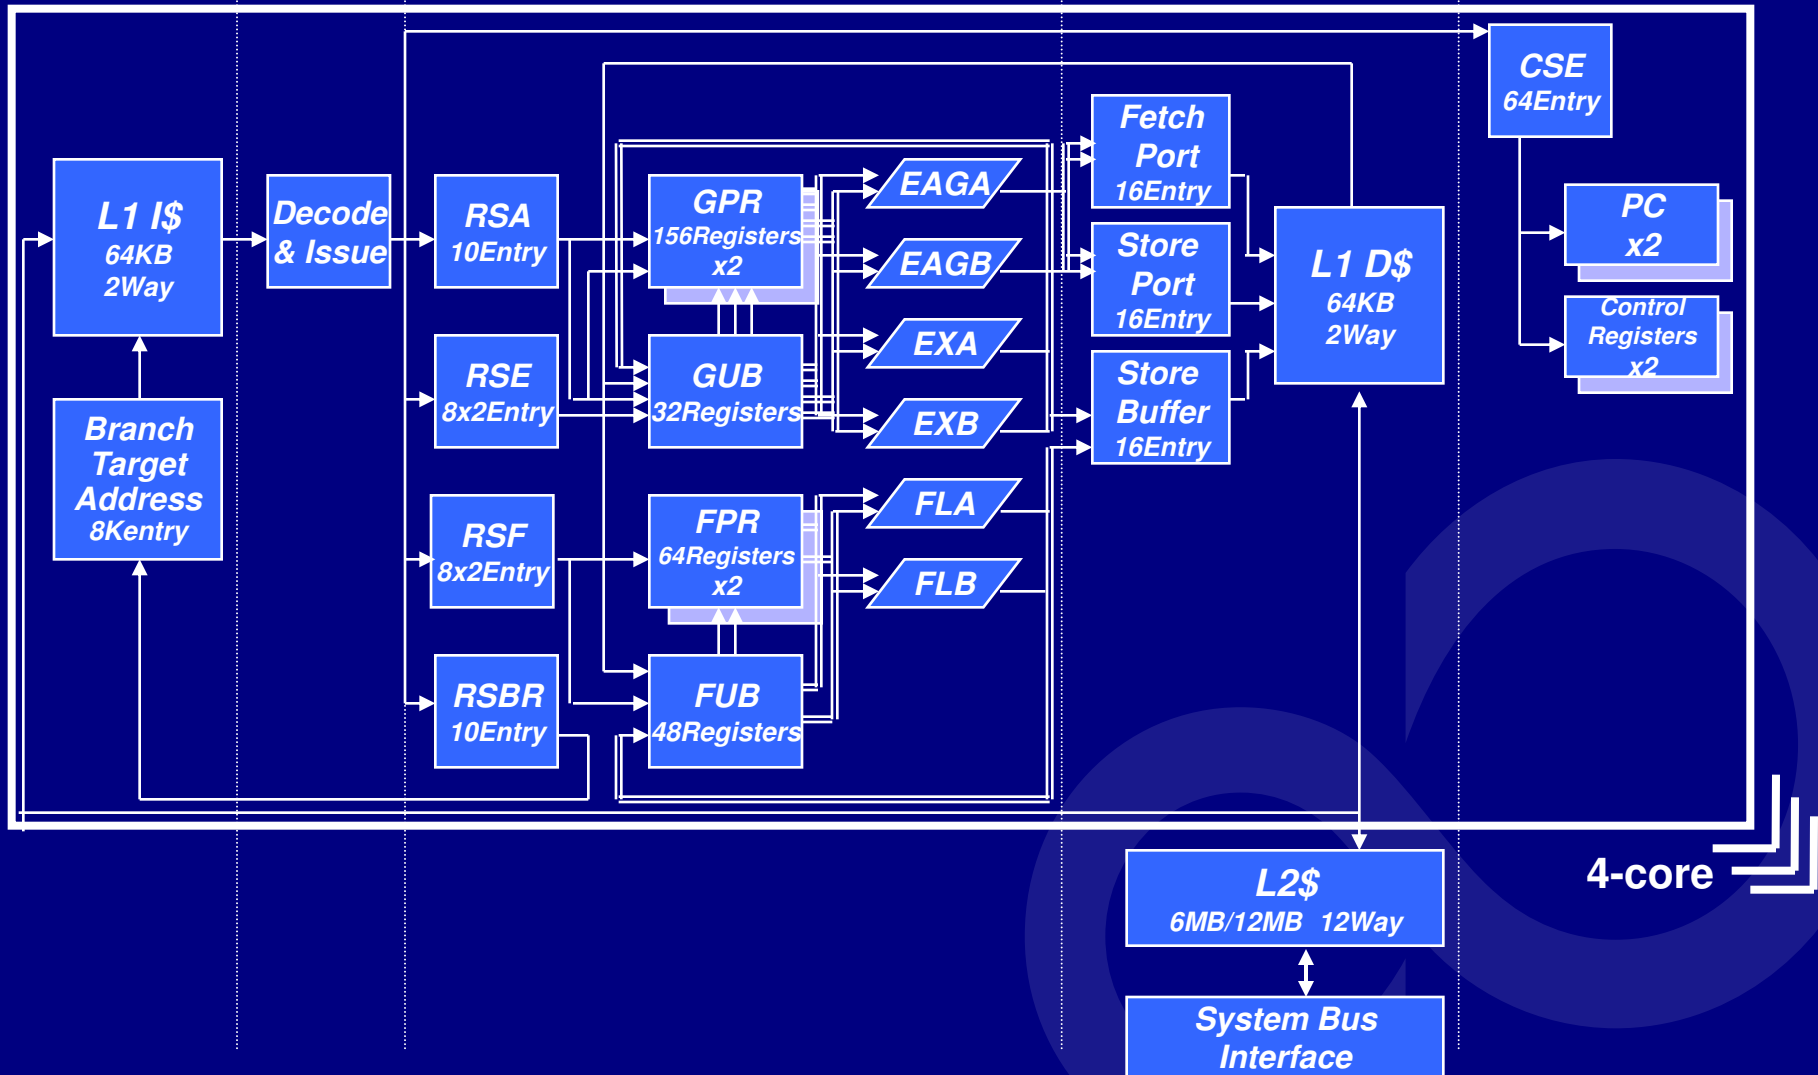 CSE
64Entry
Fetch
Port
16Entry
L1 I$
64KB
2Way
Decode
& Issue
RSA
10Entry
GPR
156Registers
x2
EAGA
EAGB
Store
Port
16Entry
L1 D$
64KB
2Way
PC
x2
Control
Registers
x2
RSE
8x2Entry
GUB
32Registers
EXA
EXB
Store
Buffer
16Entry
Branch
Target
Address
8Kentry
RSF
8x2Entry
FPR
64Registers
x2
FLA
FLB
RSBR
10Entry
FUB
48Registers
4-core
L2$
6MB/12MB 12Way
System Bus
Interface